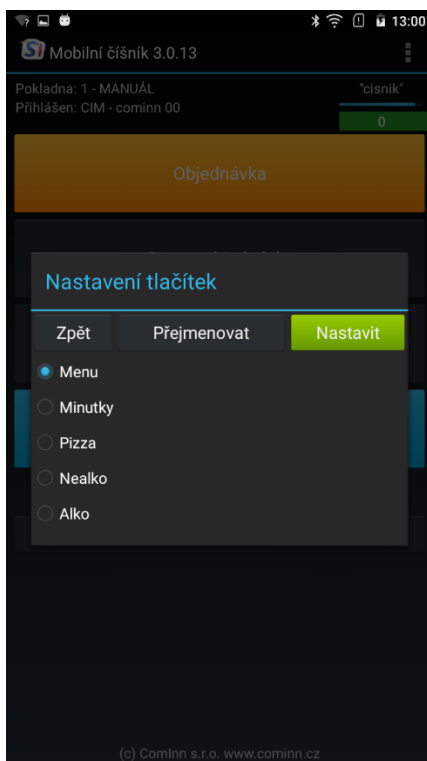 13:00
Mobilní číšník 3.0.13
Pokladna: 1 - MANUÁL
"cisnik"
Přihlášen: CIM - cominn 00
0
Objednávka
Nastavení tlačítek
Zpět Přejmenovat Nastavit
Menu
Minutky
Pizza
Nealko
Alko
(c) ComInn s.r.o. www.cominn.cz